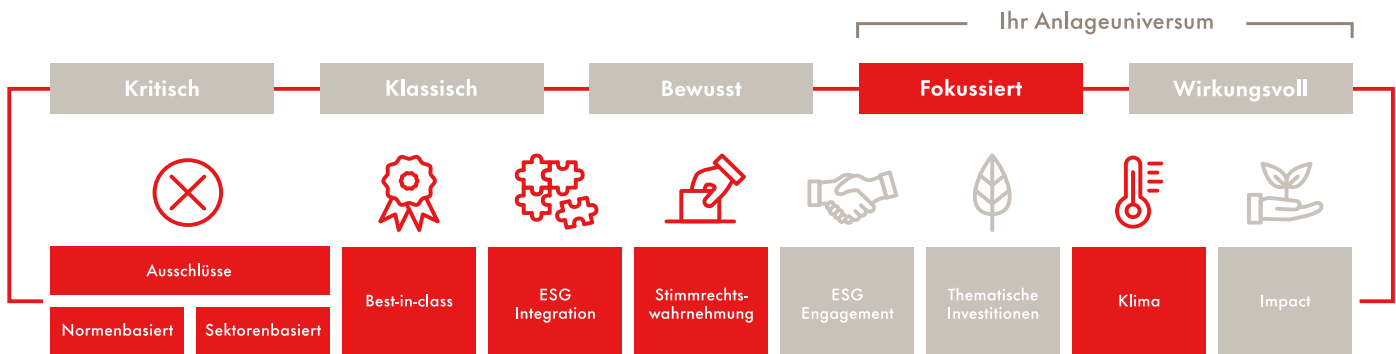 Ihr Anlageuniversum
Kritisch
Klassisch
Bewusst
Fokussiert
Wirkungsvoll
Ausschlüsse
Normenbasiert
Sektorenbasiert
Best-in-class
ESG
Integration
Stimmrechts-
wahrnehmung
ESG
Engagement
Thematische
Investitionen
Klima
Impact